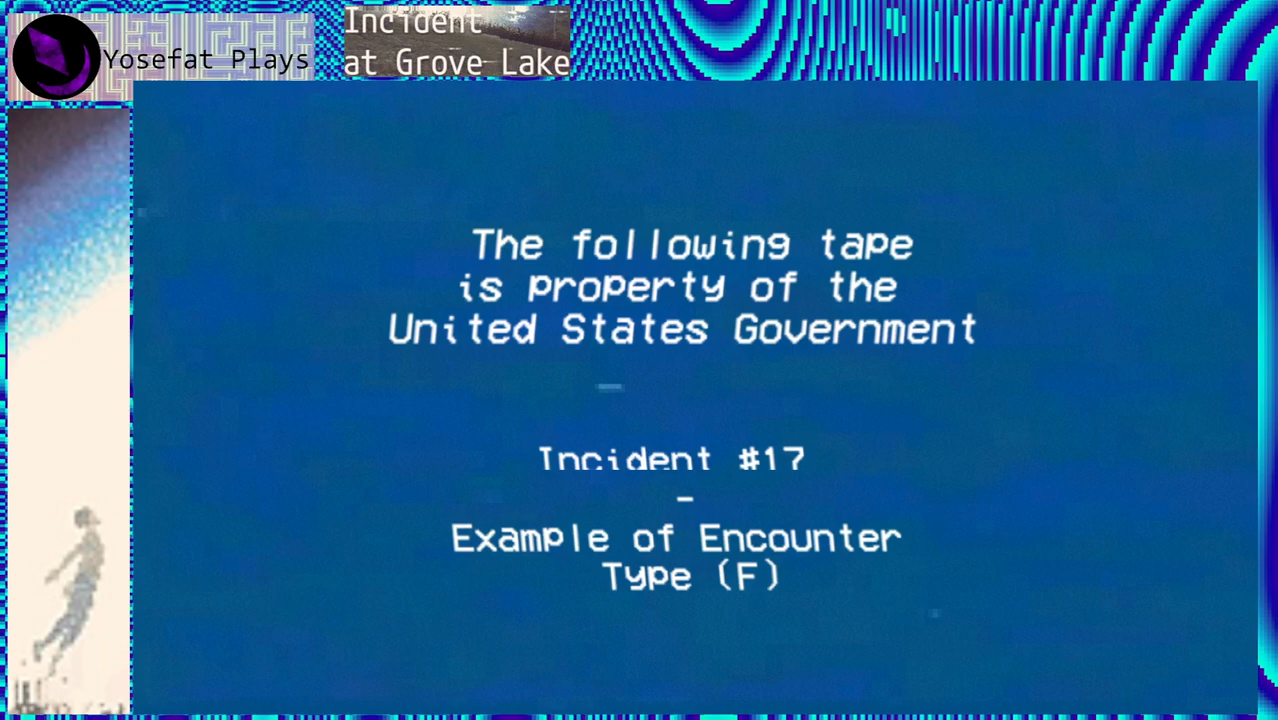 Yosefat Plays
Incident
at Grove Lake
The following tape
is property of the
United States Government
Incident #17
-
Example of Encounter
Type (F)